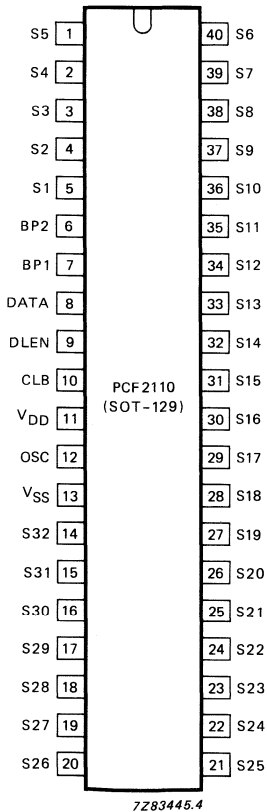 S5 1 40 S6
S4 2 39 S7
S3 3 38 S8
S2 4 37 S9
S1 5 36 S10
BP2 6 35 S11
BP1 7 34 S12
DATA 8 33 S13
DLEN 9 32 S14
CLB 10 31 S15
PCF2110
(SOT-129)
VDD 11 30 S16
OSC 12 29 S17
VSS 13 28 S18
S32 14 27 S19
S31 15 26 S20
S30 16 25 S21
S29 17 24 S22
S28 18 23 S23
S27 19 22 S24
S26 20 21 S25
7Z83445.4